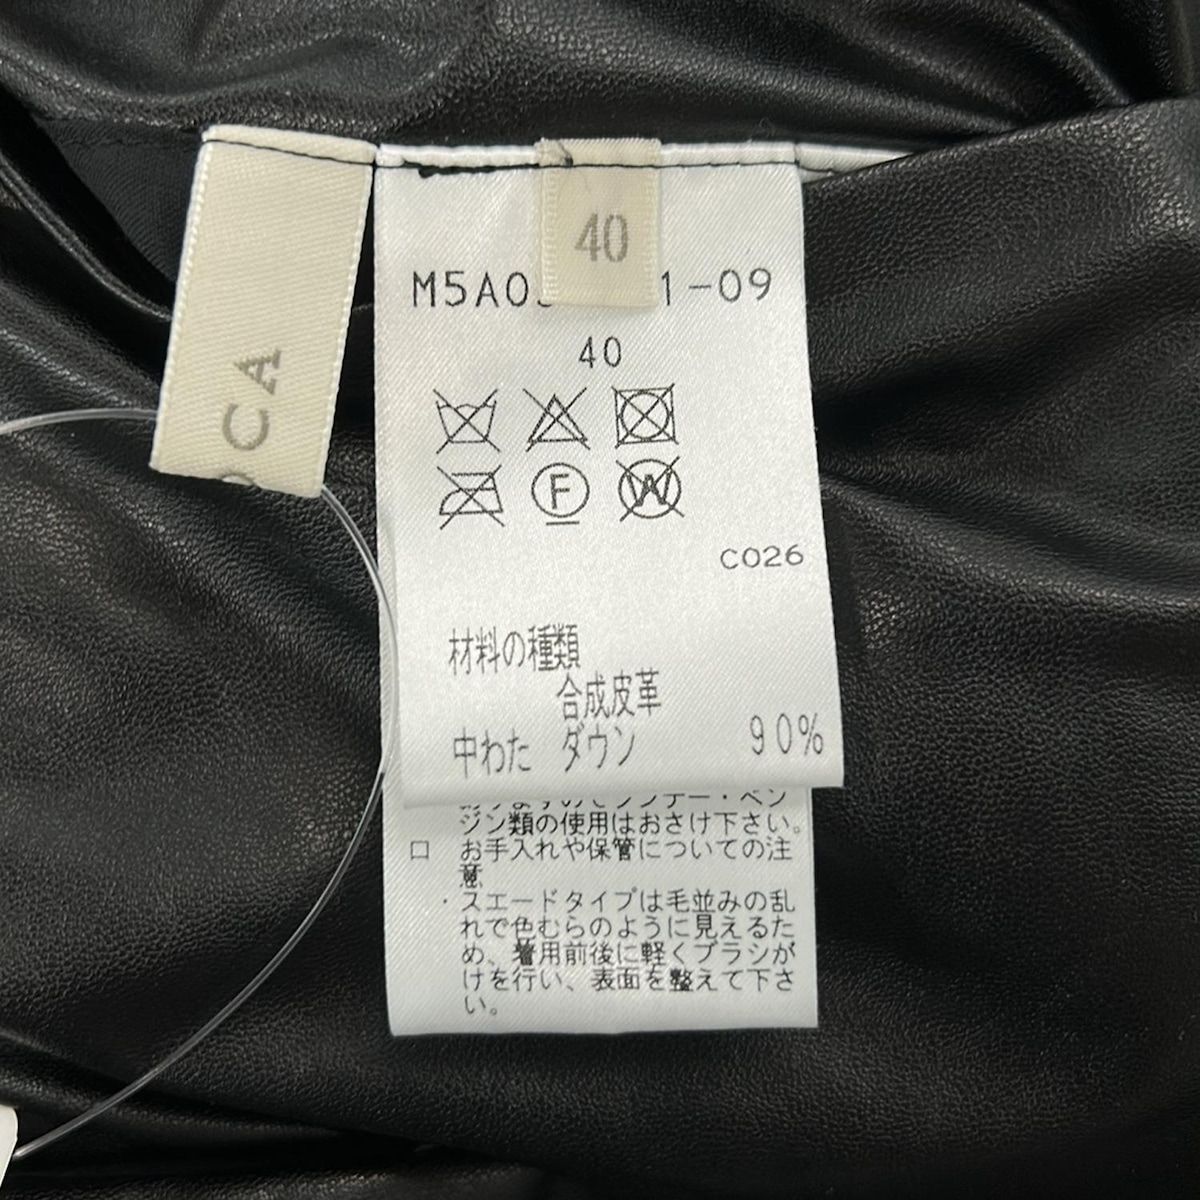 40
1-09
40
C026
材料の種類
合成皮革
中わた ダウン 90%
ジン類の使用はおさけ下さい。
□ お手入れや保管についての注
意
・スエードタイプは毛並みの乱
れで色むらのように見えるた
め、着用前後に軽くブラシが
けを行い、表面を整えて下さ
い。